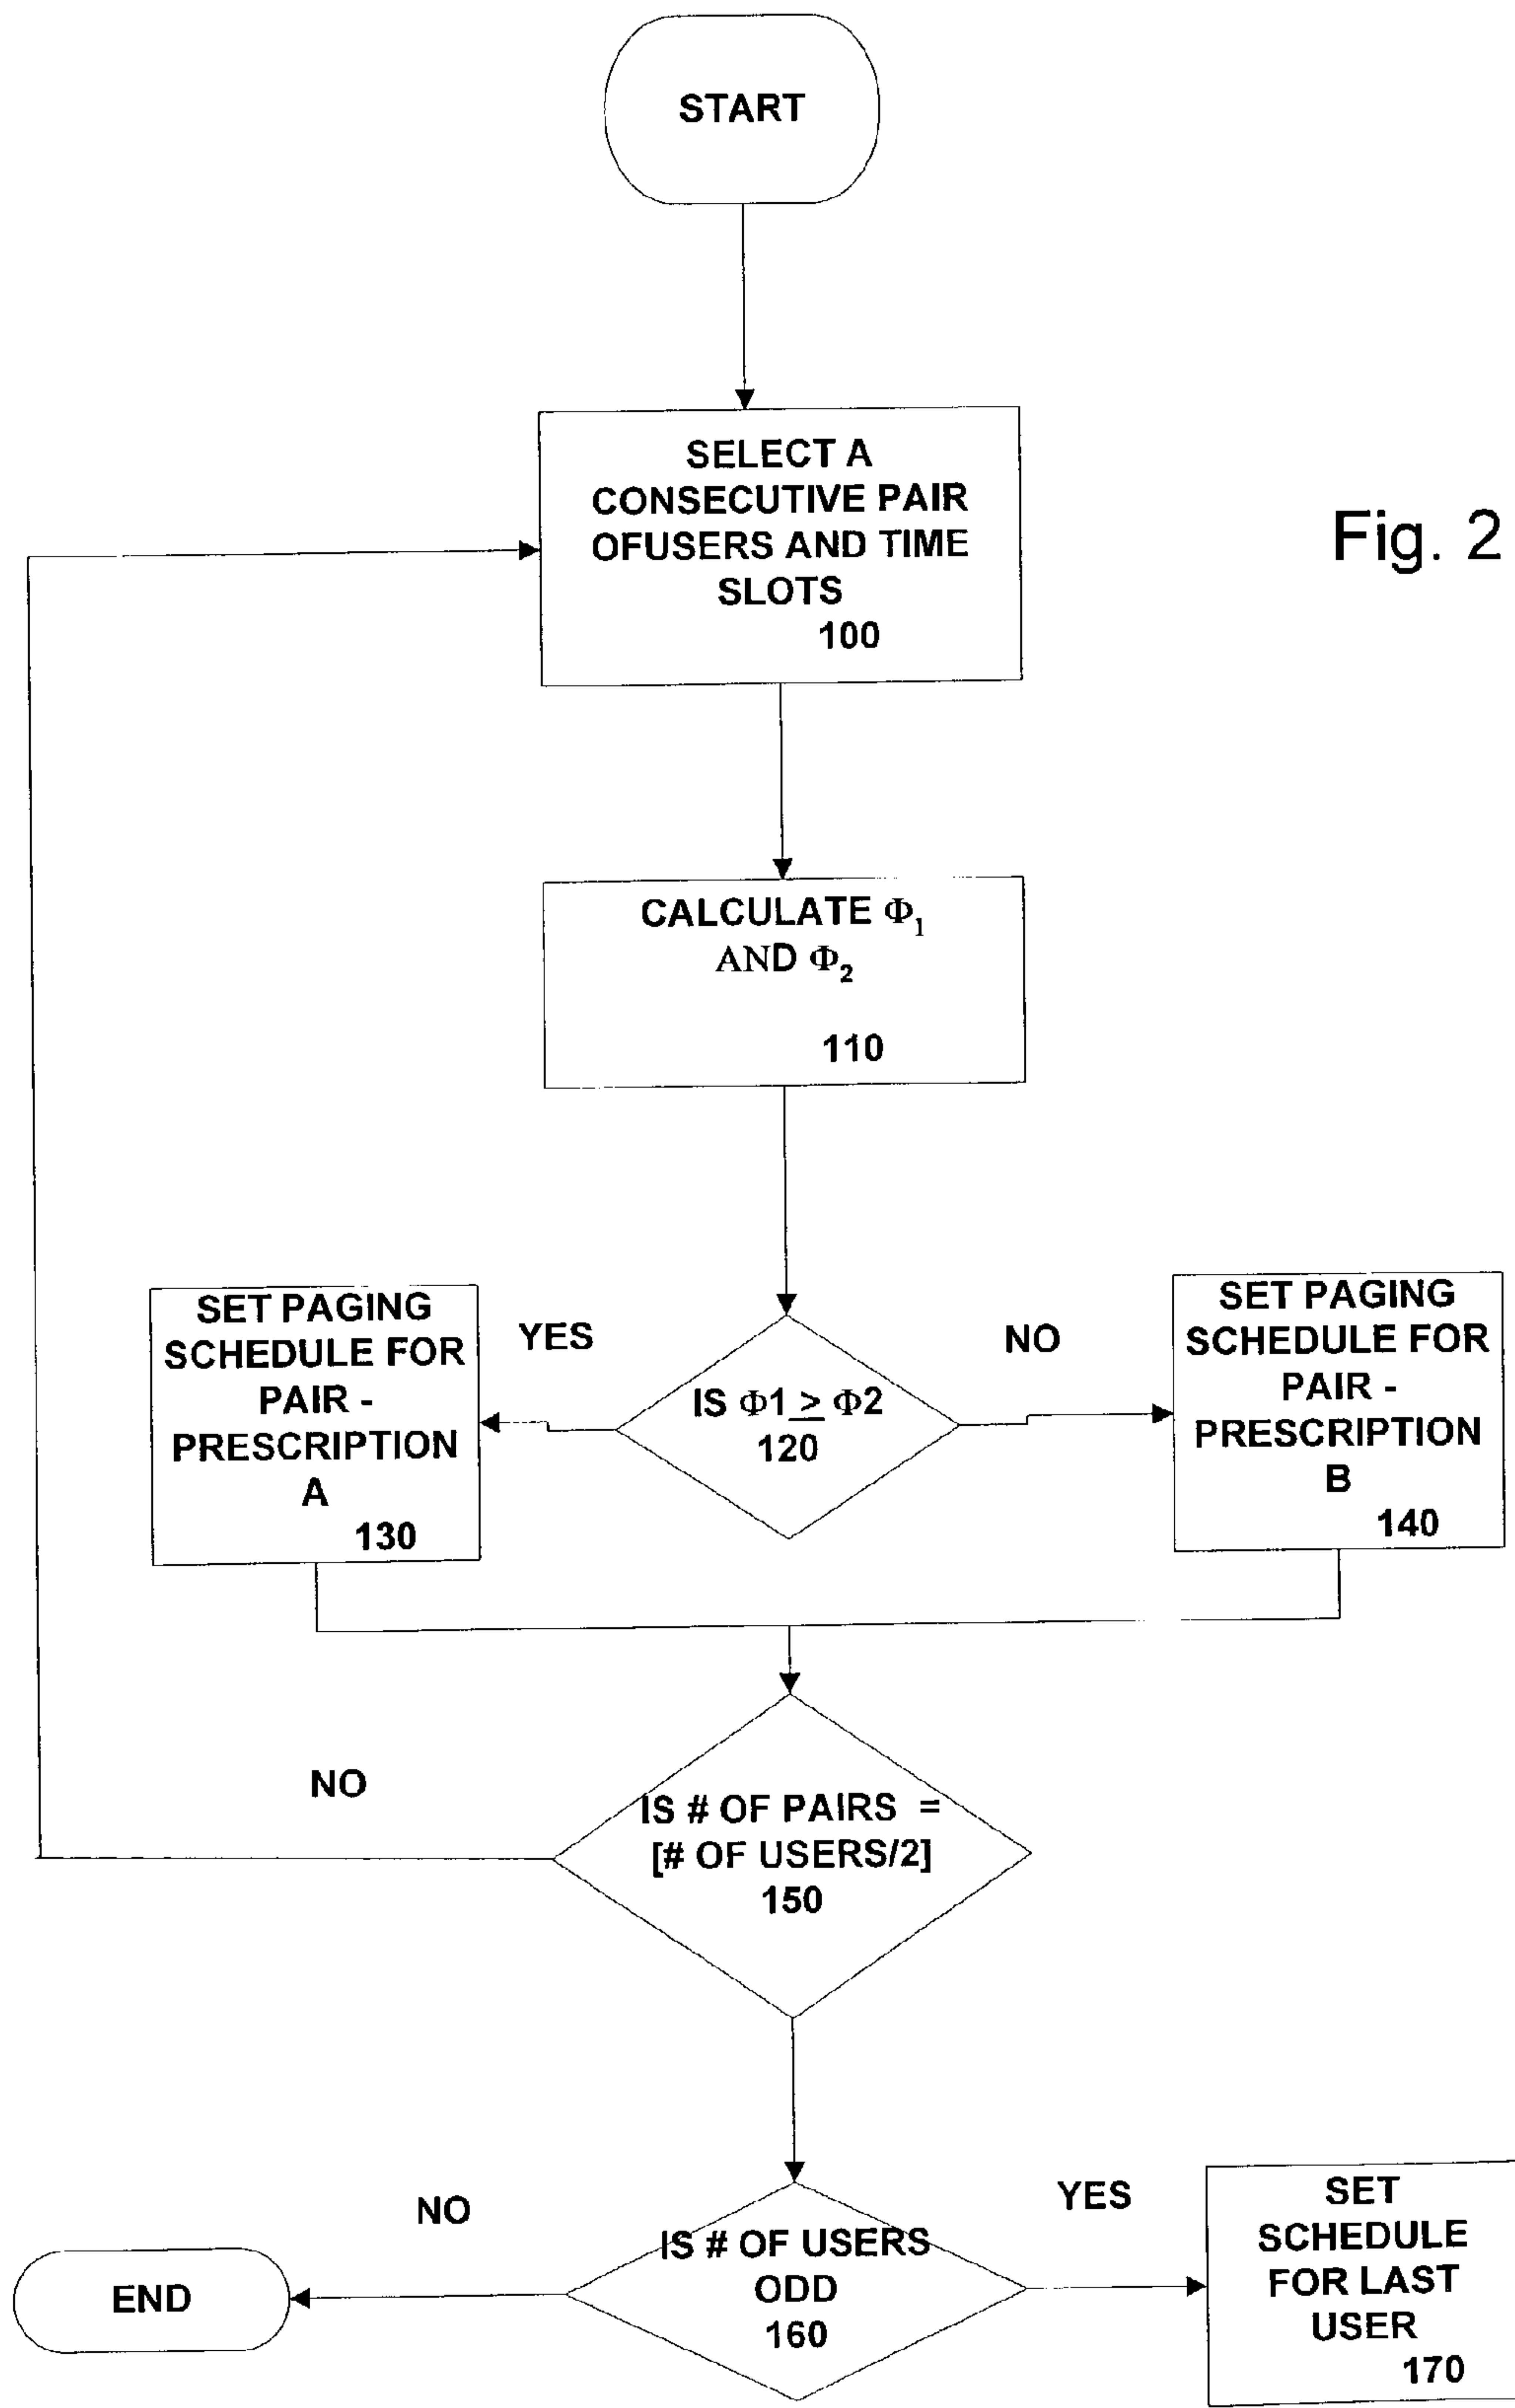 START
SELECT A
CONSECUTIVE PAIR
OFUSERS AND TIME
SLOTS
100
Fig. 2
CALCULATE Φ₁
AND Φ₂
110
SET PAGING
SCHEDULE FOR
PAIR -
PRESCRIPTION
A
130
YES
IS Φ1 ≥ Φ2
120
NO
SET PAGING
SCHEDULE FOR
PAIR -
PRESCRIPTION
B
140
NO
IS # OF PAIRS =
[# OF USERS/2]
150
NO
END
IS # OF USERS
ODD
160
YES
SET
SCHEDULE
FOR LAST
USER
170